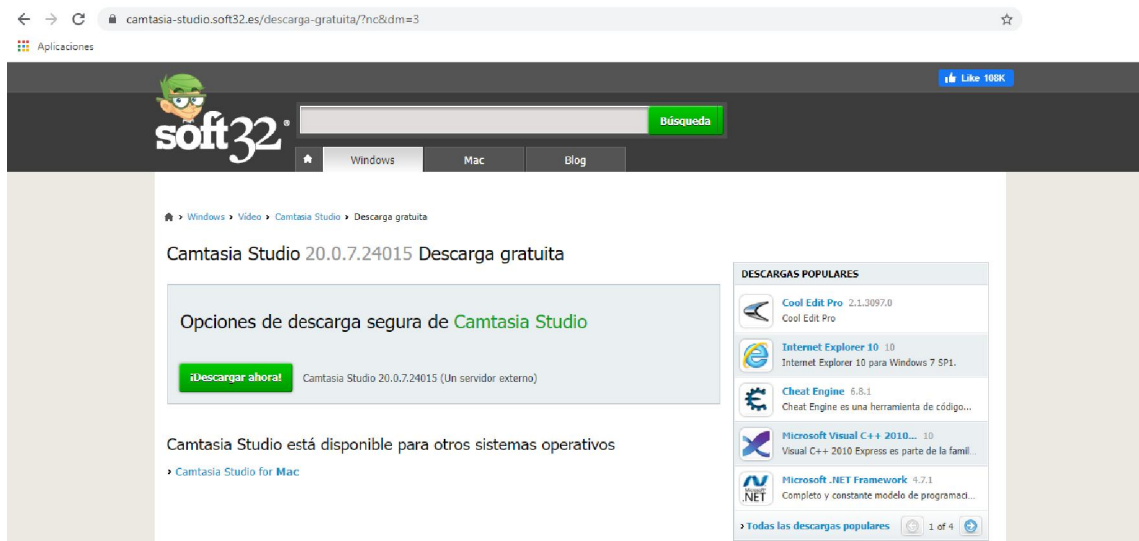 camtasia-studio.soft32.es/descarga-gratuita/?nc&dm=3
Aplicaciones
Like 108K
soft32
Búsqueda
Windows
Mac
Blog
› Windows › Vídeo › Camtasia Studio › Descarga gratuita
Camtasia Studio 20.0.7.24015 Descarga gratuita
Opciones de descarga segura de Camtasia Studio
¡Descargar ahora!
Camtasia Studio 20.0.7.24015 (Un servidor externo)
Camtasia Studio está disponible para otros sistemas operativos
› Camtasia Studio for Mac
DESCARGAS POPULARES
Cool Edit Pro 2.1.3097.0
Cool Edit Pro
Internet Explorer 10 10
Internet Explorer 10 para Windows 7 SP1.
Cheat Engine 6.8.1
Cheat Engine es una herramienta de código...
Microsoft Visual C++ 2010... 10
Visual C++ 2010 Express es parte de la famil...
Microsoft .NET Framework 4.7.1
Completo y constante modelo de programaci...
.NET
› Todas las descargas populares
1 of 4